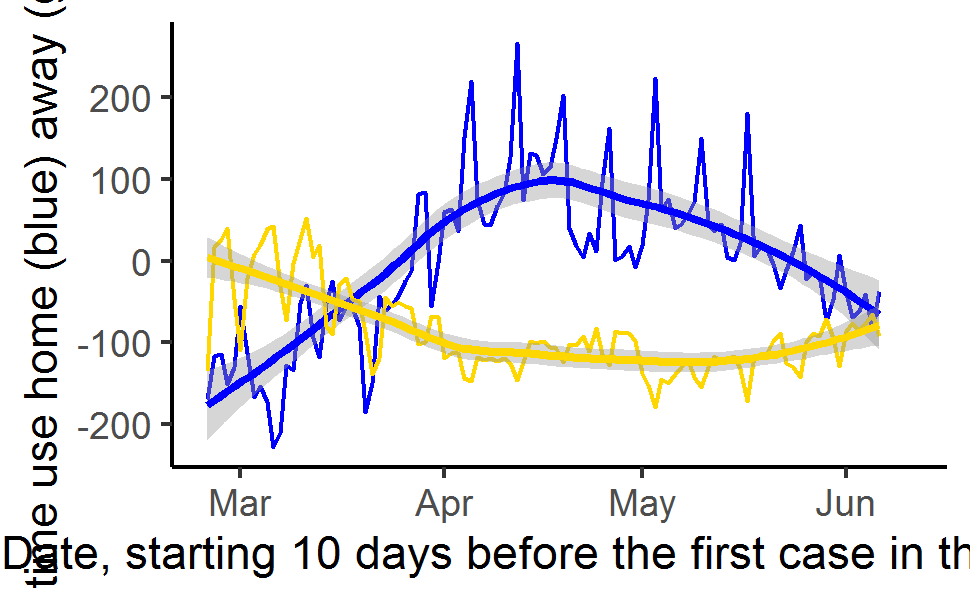 time use home (blue) away (
200
100
0
-100
-200
Mar Apr May Jun
Date, starting 10 days before the first case in th